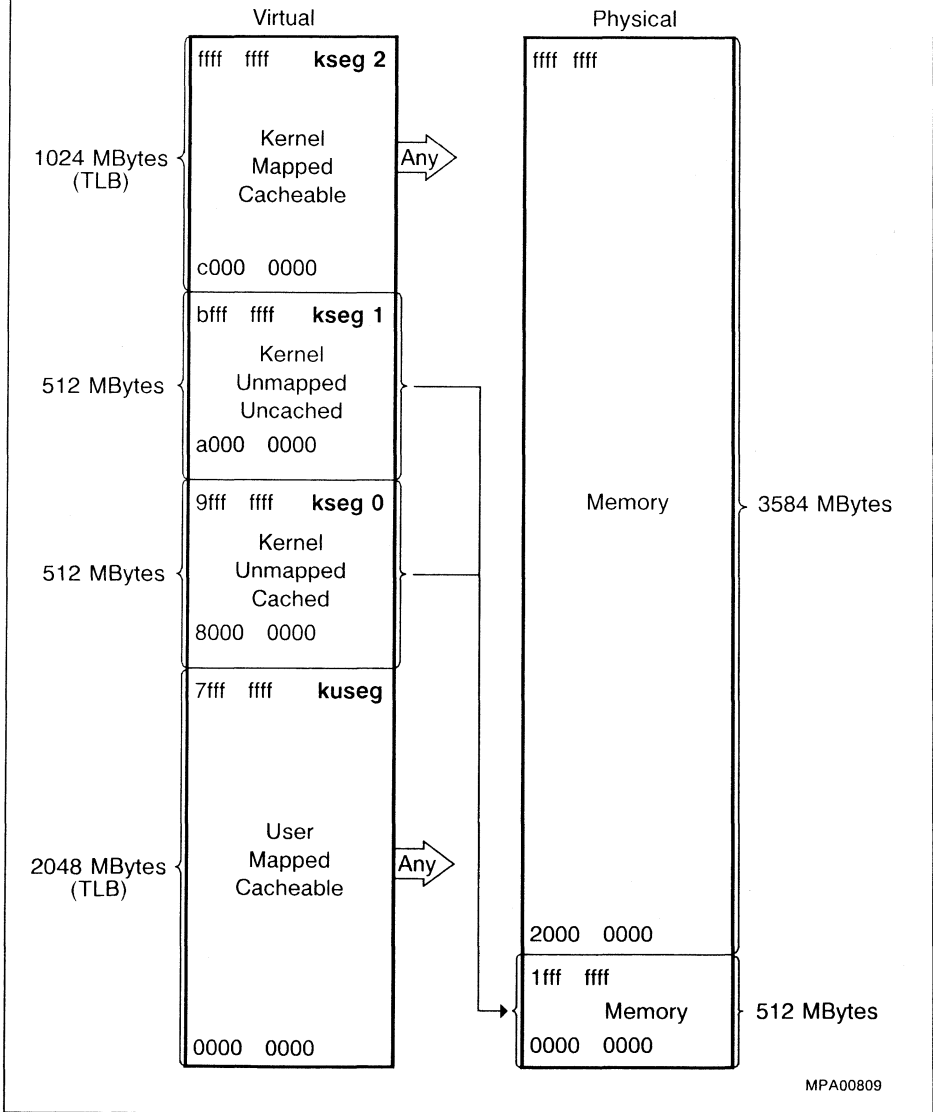 Virtual
Physical
ffff ffff kseg 2
Kernel
Mapped
Cacheable
1024 MBytes
(TLB)
Any
c000 0000
bfff ffff kseg 1
Kernel
Unmapped
Uncached
512 MBytes
a000 0000
9fff ffff kseg 0
Kernel
Unmapped
Cached
512 MBytes
8000 0000
7fff ffff kuseg
User
Mapped
Cacheable
2048 MBytes
(TLB)
Any
0000 0000
ffff ffff
Memory
3584 MBytes
2000 0000
1fff ffff
Memory
512 MBytes
0000 0000
MPA00809